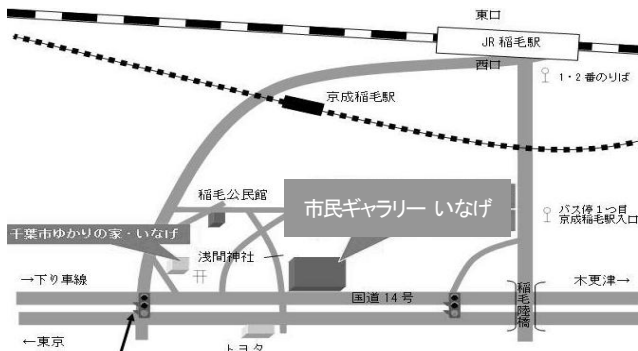 東口
JR 稲毛駅
西口
1・2番のりば
京成稲毛駅
稲毛公民館
市民ギャラリー いなげ
バス停1つ目
京成稲毛駅入口
千葉市ゆかりの家・いなげ
浅間神社
→下り車線
国道14号
稲毛陸橋
木更津→
←東京
トヨタ